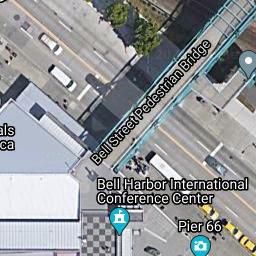 Bell Street Pedestrian Bridge
als
ca
Bell Harbor International
Conference Center
Pier 66